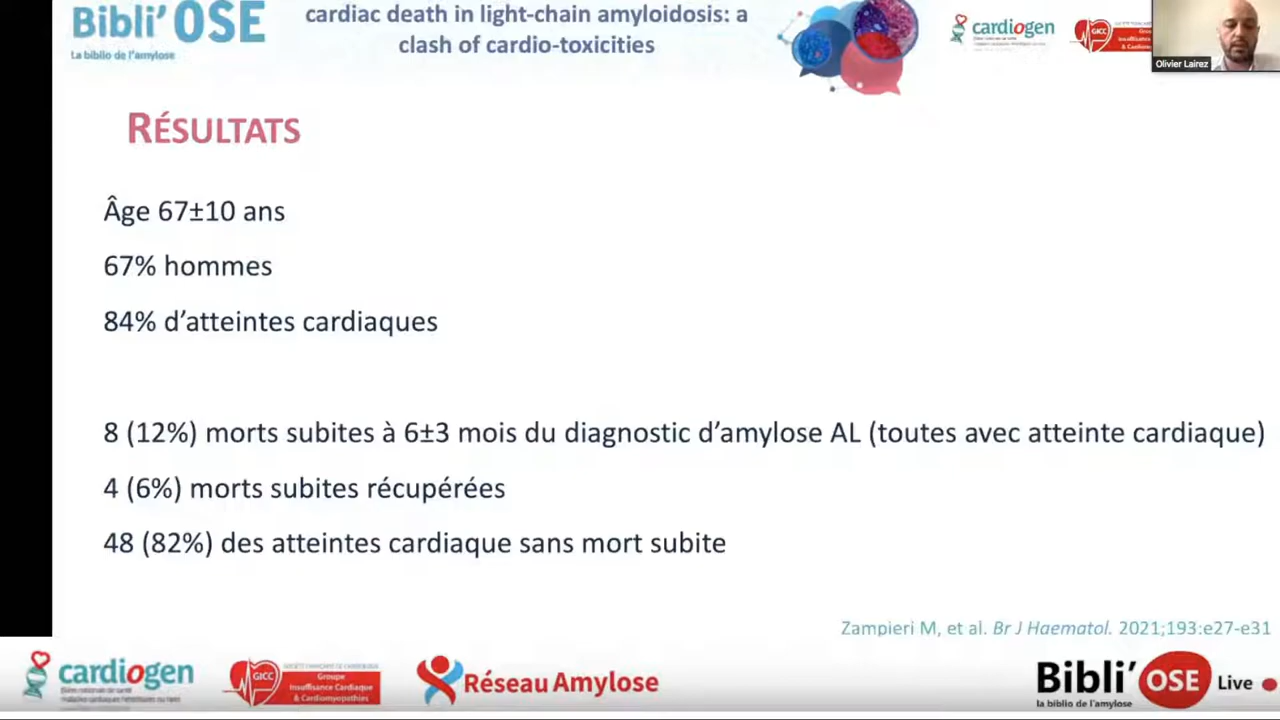 Bibli' OSE
La biblio de l'amylose
cardiac death in light-chain amyloidosis: a
clash of cardio-toxicities
cardiogen
GICC
Olivier Lairez
RÉSULTATS
Âge 67±10 ans
67% hommes
84% d'atteintes cardiaques
8 (12%) morts subites à 6±3 mois du diagnostic d'amylose AL (toutes avec atteinte cardiaque)
4 (6%) morts subites récupérées
48 (82%) des atteintes cardiaque sans mort subite
Zampieri M, et al. Br J Haematol. 2021;193:e27-e31
cardiogen
GICC
Groupe
Insuffisance Cardiaque
& Cardiomyopathies
Réseau Amylose
Bibli' OSE Live
la biblio de l'amylose